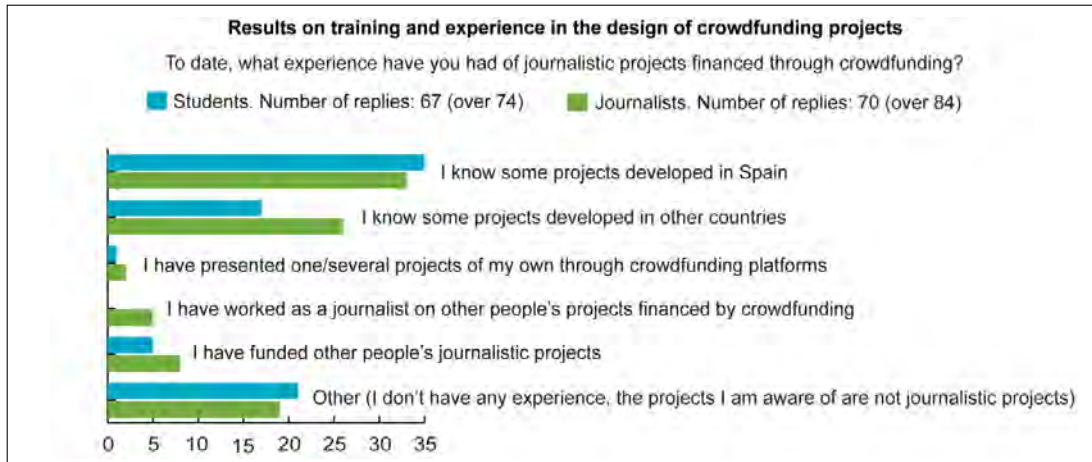 Results on training and experience in the design of crowdfunding projects
To date, what experience have you had of journalistic projects financed through crowdfunding?
Students. Number of replies: 67 (over 74) Journalists. Number of replies: 70 (over 84)
I know some projects developed in Spain
I know some projects developed in other countries
I have presented one/several projects of my own through crowdfunding platforms
I have worked as a journalist on other people's projects financed by crowdfunding
I have funded other people's journalistic projects
Other (I don't have any experience, the projects I am aware of are not journalistic projects)
0 5 10 15 20 25 30 35